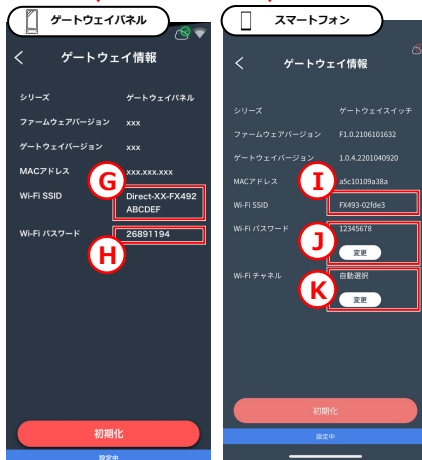 ゲートウェイパネル
ゲートウェイ情報
シリーズ ゲートウェイパネル
ファームウェアバージョン xxx
ゲートウェイバージョン xxx
MACアドレス xxx.xxx.xxx
G
Wi-Fi SSID Direct-XX-FX492
ABCDEF
Wi-Fi パスワード 26891194
H
初期化
設定中
スマートフォン
ゲートウェイ情報
シリーズ ゲートウェイスイッチ
ファームウェアバージョン F1.0.2106101632
ゲートウェイバージョン 1.0.4.2201040920
MACアドレス a5c10109a38a
I
Wi-Fi SSID FX493-02fde3
Wi-Fi パスワード 12345678
J
変更
Wi-Fi チャネル 自動選択
K
変更
初期化
設定中